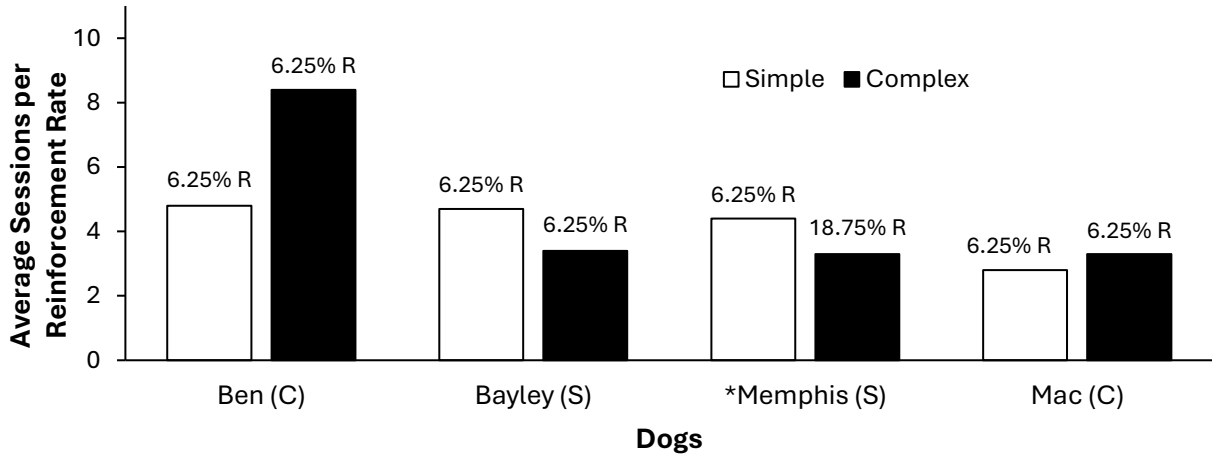 Average Sessions per
Reinforcement Rate
10
8
6
4
2
0
Simple Complex
6.25% R
6.25% R
6.25% R
6.25% R
6.25% R
18.75% R
6.25% R
6.25% R
Ben (C) Bayley (S) *Memphis (S) Mac (C)
Dogs